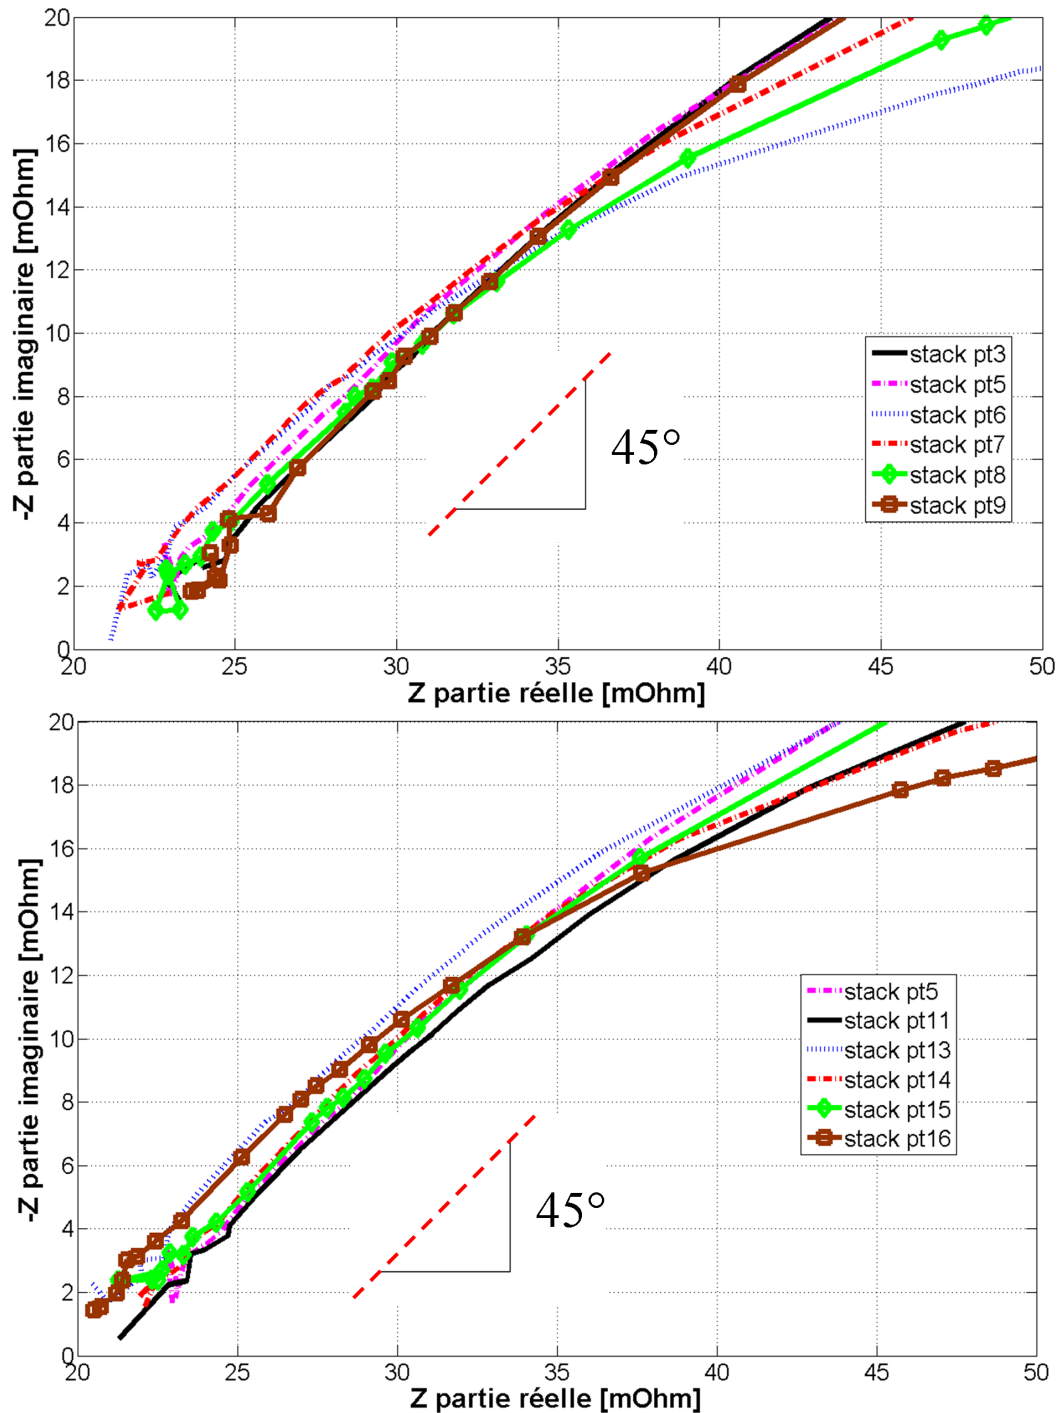 20
18
16
14
12
10
8
6
4
2
0
-Z partie imaginaire [mOhm]
stack pt3
stack pt5
stack pt6
stack pt7
stack pt8
stack pt9
45°
20 25 30 35 40 45 50
Z partie réelle [mOhm]
20
18
16
14
12
10
8
6
4
2
0
-Z partie imaginaire [mOhm]
stack pt5
stack pt11
stack pt13
stack pt14
stack pt15
stack pt16
45°
20 25 30 35 40 45 50
Z partie réelle [mOhm]